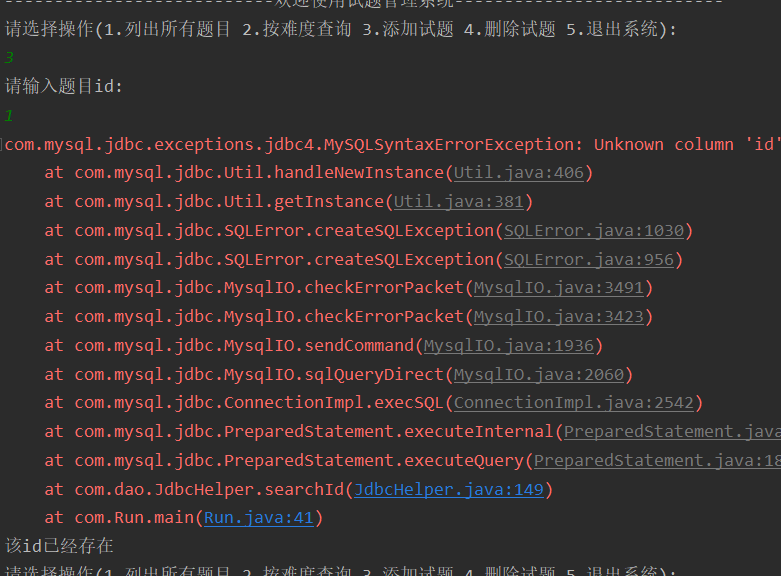 ----------------------------欢迎使用试题管理系统----------------------------
请选择操作(1.列出所有题目 2.按难度查询 3.添加试题 4.删除试题 5.退出系统):
3
请输入题目id:
1
com.mysql.jdbc.exceptions.jdbc4.MySQLSyntaxErrorException: Unknown column 'id'
at com.mysql.jdbc.Util.handleNewInstance(Util.java:406)
at com.mysql.jdbc.Util.getInstance(Util.java:381)
at com.mysql.jdbc.SQLError.createSQLException(SQLError.java:1030)
at com.mysql.jdbc.SQLError.createSQLException(SQLError.java:956)
at com.mysql.jdbc.MysqlIO.checkErrorPacket(MysqlIO.java:3491)
at com.mysql.jdbc.MysqlIO.checkErrorPacket(MysqlIO.java:3423)
at com.mysql.jdbc.MysqlIO.sendCommand(MysqlIO.java:1936)
at com.mysql.jdbc.MysqlIO.sqlQueryDirect(MysqlIO.java:2060)
at com.mysql.jdbc.ConnectionImpl.execSQL(ConnectionImpl.java:2542)
at com.mysql.jdbc.PreparedStatement.executeInternal(PreparedStatement.java
at com.mysql.jdbc.PreparedStatement.executeQuery(PreparedStatement.java:18
at com.dao.JdbcHelper.searchId(JdbcHelper.java:149)
at com.Run.main(Run.java:41)
该id已经存在
请选择操作(1.列出所有题目 2.按难度查询 3.添加试题 4.删除试题 5.退出系统):